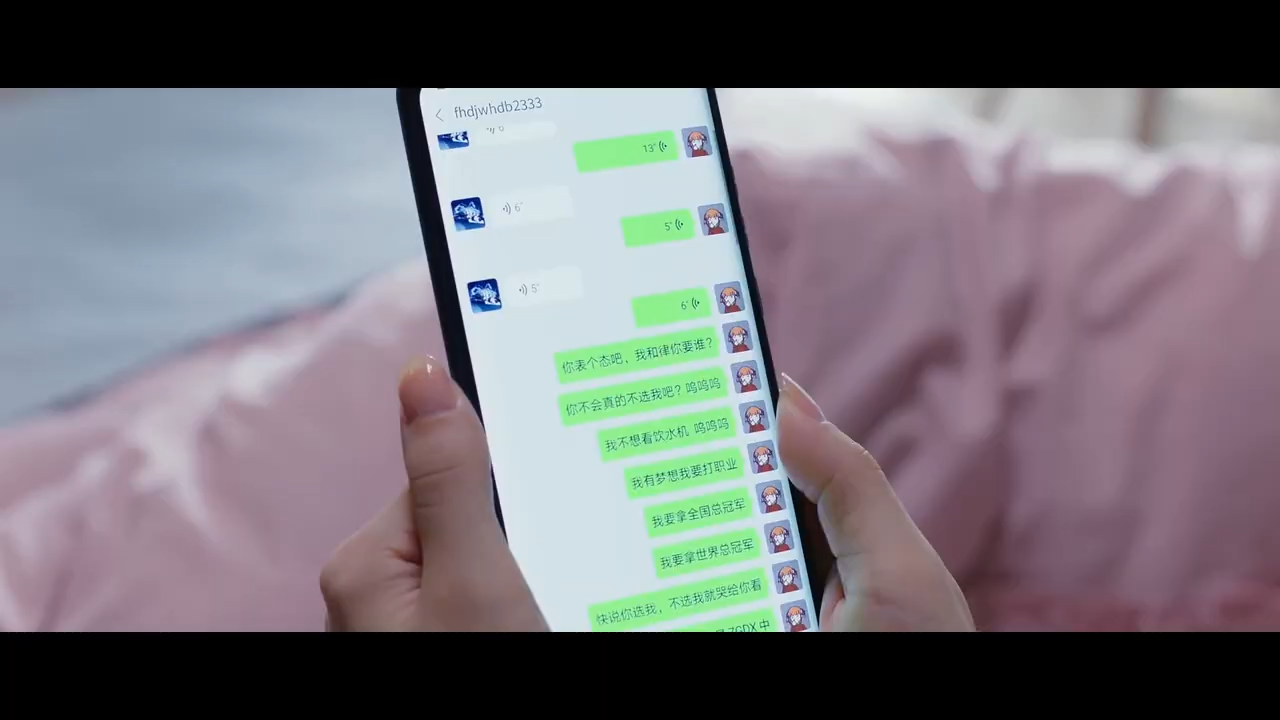 fhdjwhdb2333
6"
13"
6"
5"
5"
6"
你表个态吧，我和律你要谁？
你不会真的不选我吧？呜呜呜
我不想看饮水机 呜呜呜
我有梦想我要打职业
我要拿全国总冠军
我要拿世界总冠军
快说你选我，不选我就哭给你看
ZGDX 中